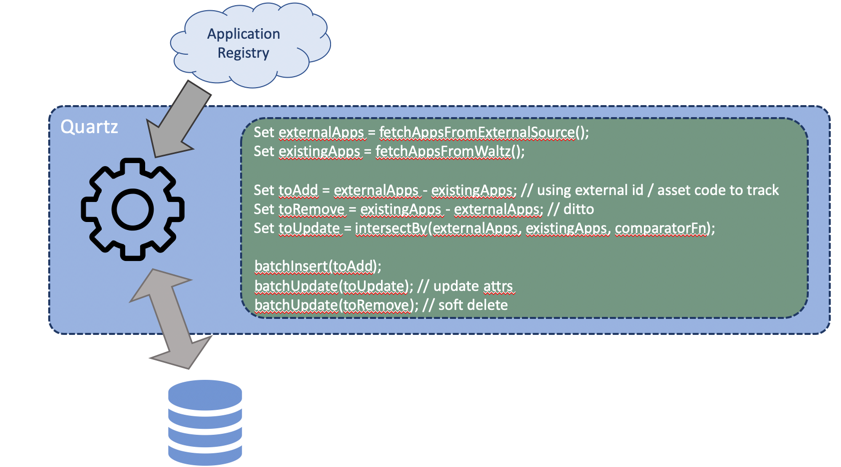 Application
Registry
Quartz
Set externalApps = fetchAppsFromExternalSource();
Set existingApps = fetchAppsFromWaltz();
Set toAdd = externalApps - existingApps; // using external id / asset code to track
Set toRemove = existingApps - externalApps; // ditto
Set toUpdate = intersectBy(externalApps, existingApps, comparatorFn);
batchInsert(toAdd);
batchUpdate(toUpdate); // update attrs
batchUpdate(toRemove); // soft delete